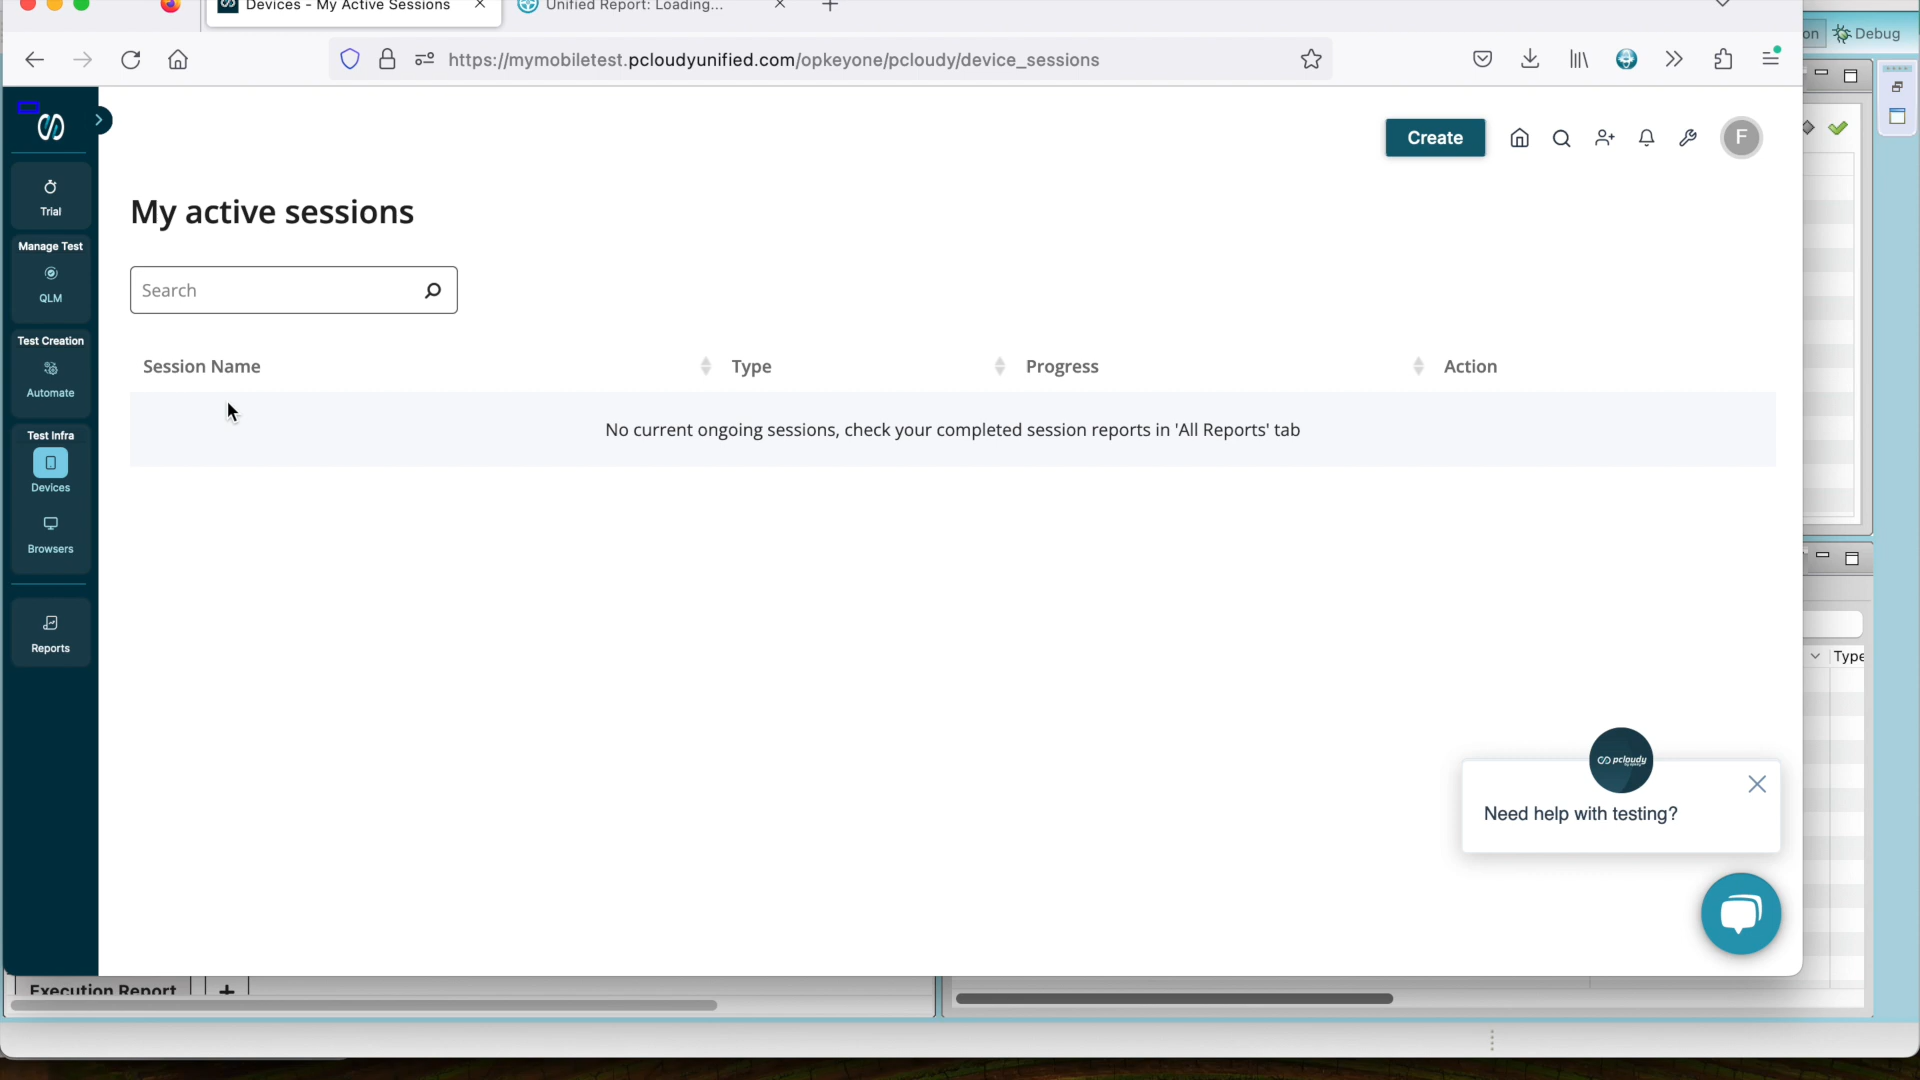 Devices - My Active Sessions
Unified Report: Loading...
on
Debug
https://mymobiletest.pcloudyunified.com/opkeyone/pcloudy/device_sessions
Create
F
Trial
My active sessions
Manage Test
QLM
Search
Test Creation
Automate
Session Name Type Progress Action
No current ongoing sessions, check your completed session reports in 'All Reports' tab
Test Infra
Devices
Browsers
Reports
Type
pcloudy
Need help with testing?
Execution Report